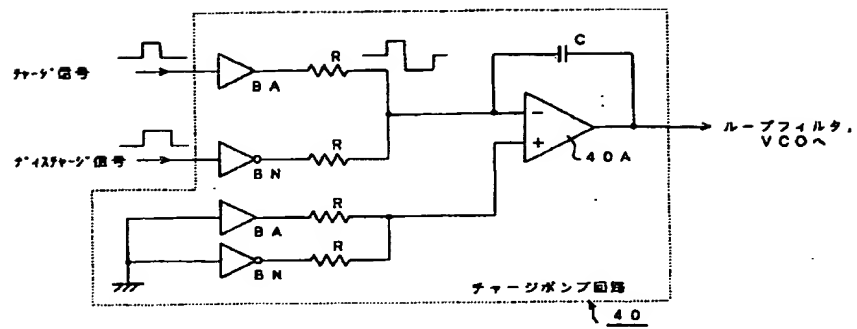 チャージ信号
BA
R
C
ディスチャージ信号
BN
R
−
+
40A
ループフィルタ,
VCOへ
BA
R
BN
R
チャージポンプ回路
40